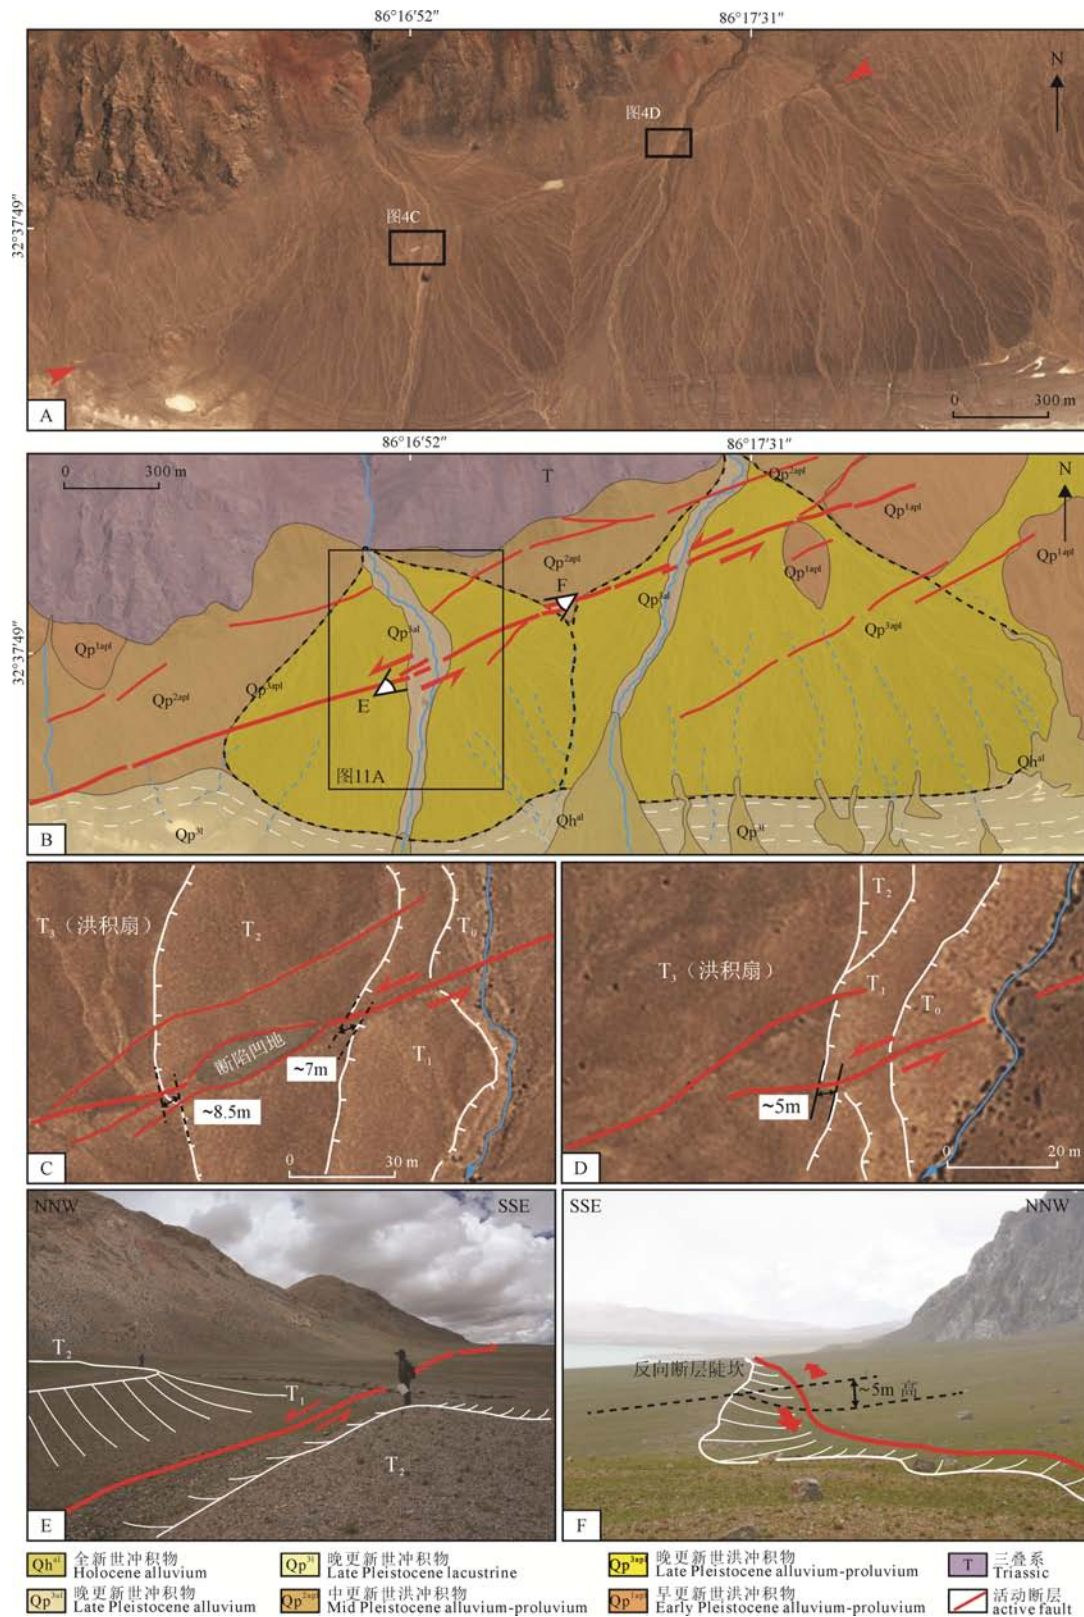 86°16′52″
86°17′31″
32°37′49″
N
图4D
图4C
0 300 m
A
86°16′52″
86°17′31″
32°37′49″
0 300 m
N
T
Qp2apl
Qp1apl
Qp1apl
Qp2apl
Qp1apl
F
Qp3al
Qp3al
Qp1apl
Qp3apl
Qp3apl
Qp2apl
E
图11A
Qhal
Qhal
Qp3l
Qp3l
B
T3（洪积扇）
T2
T0
断陷凹地
~7m
T1
~8.5m
0 30 m
C
T2
T3（洪积扇）
T1
T0
~5m
0 20 m
D
NNW
SSE
T2
T1
T2
E
SSE
NNW
反向断层陡坎
~5m 高
F
Qhal 全新世冲积物
Holocene alluvium
Qp3l 晚更新世湖积物
Late Pleistocene lacustrine
Qp3apl 晚更新世洪冲积物
Late Pleistocene alluvium-proluvium
T 三叠系
Triassic
Qp3al 晚更新世冲积物
Late Pleistocene alluvium
Qp2apl 中更新世洪冲积物
Mid Pleistocene alluvium-proluvium
Qp1apl 早更新世洪冲积物
Early Pleistocene alluvium-proluvium
活动断层
Active fault